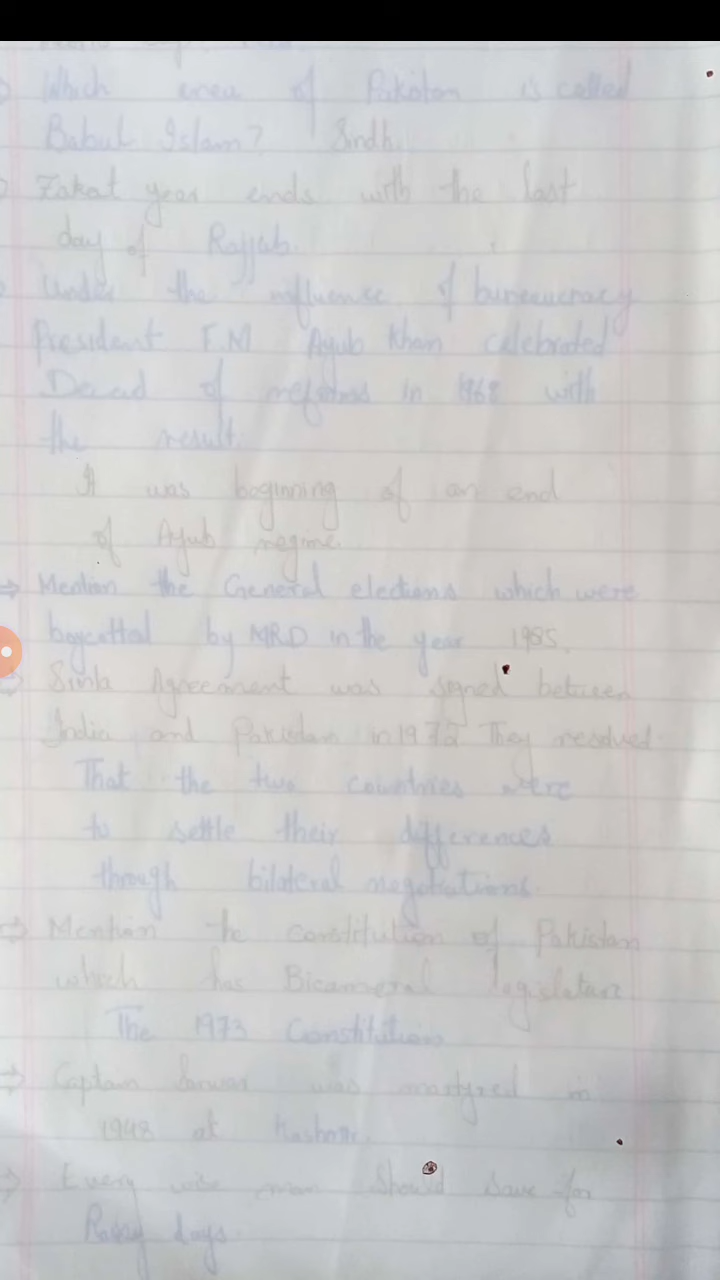 ⇒ Which area of Pakistan is called
Babul Islam? Sindh.
⇒ Zakat year ends with the last
day of Rajjab.
⇒ Under the influence of bureaucracy
President F.M Ayub Khan celebrated
Decad of reforms in 1968 with
the result.
It was beginning of an end
of Ayub regime.
⇒ Mention the General elections which were
boycottal by MRD in the year 1985.
⇒ Simla Agreement was signed between
India and Pakistan in 1972 They resolved.
That the two countries were
to settle their differences
through bilateral negotiations.
⇒ Mention the constitution of Pakistan
which has Bicameral legislature
The 1973 Constitution
⇒ Captain Sarwar was martyred in
1948 at Kashmir.
⇒ Every wise man should save for
Rainy days.